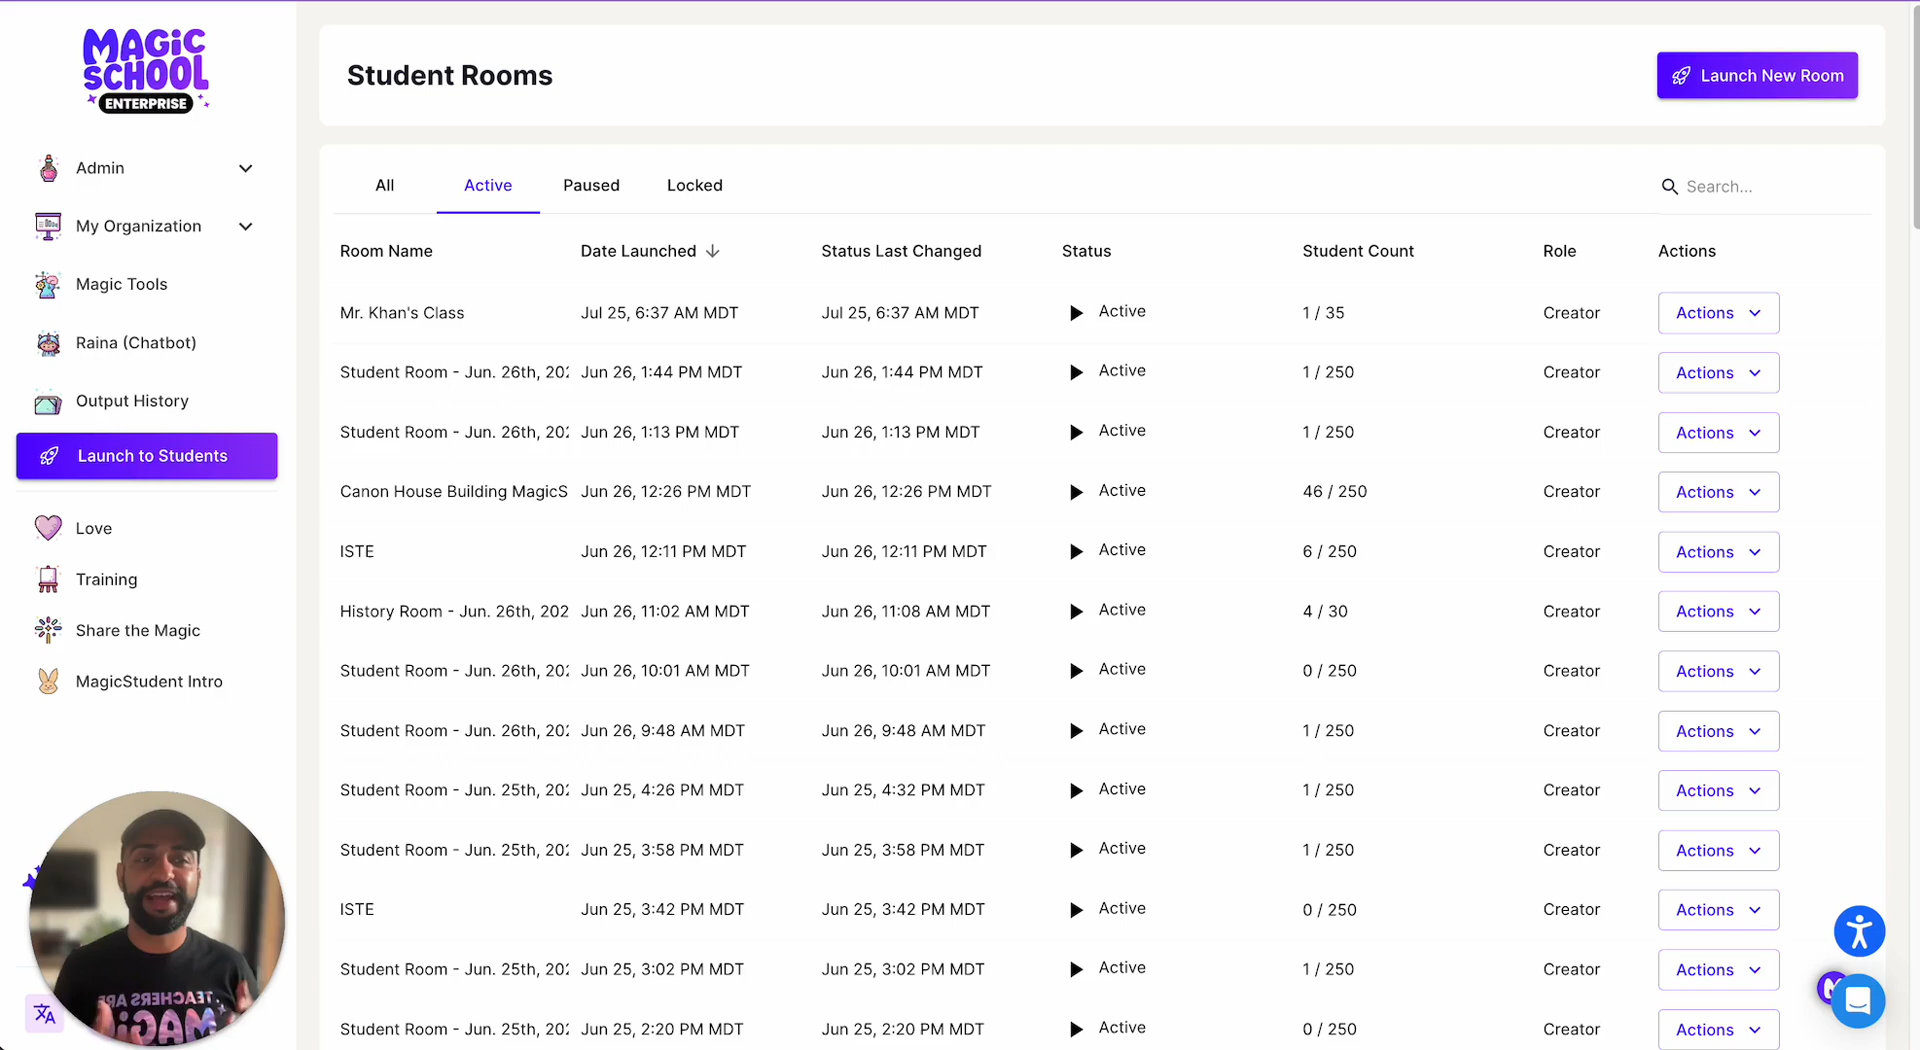 MAGIC
SCHOOL
ENTERPRISE
Admin
My Organization
Magic Tools
Raina (Chatbot)
Output History
Launch to Students
Love
Training
Share the Magic
MagicStudent Intro
Student Rooms
Launch New Room
All Active Paused Locked
Search...
Room Name Date Launched Status Last Changed Status Student Count Role Actions
Mr. Khan's Class Jul 25, 6:37 AM MDT Jul 25, 6:37 AM MDT Active 1 / 35 Creator Actions
Student Room - Jun. 26th, 202 Jun 26, 1:44 PM MDT Jun 26, 1:44 PM MDT Active 1 / 250 Creator Actions
Student Room - Jun. 26th, 202 Jun 26, 1:13 PM MDT Jun 26, 1:13 PM MDT Active 1 / 250 Creator Actions
Canon House Building MagicS Jun 26, 12:26 PM MDT Jun 26, 12:26 PM MDT Active 46 / 250 Creator Actions
ISTE Jun 26, 12:11 PM MDT Jun 26, 12:11 PM MDT Active 6 / 250 Creator Actions
History Room - Jun. 26th, 202 Jun 26, 11:02 AM MDT Jun 26, 11:08 AM MDT Active 4 / 30 Creator Actions
Student Room - Jun. 26th, 202 Jun 26, 10:01 AM MDT Jun 26, 10:01 AM MDT Active 0 / 250 Creator Actions
Student Room - Jun. 26th, 202 Jun 26, 9:48 AM MDT Jun 26, 9:48 AM MDT Active 1 / 250 Creator Actions
Student Room - Jun. 25th, 202 Jun 25, 4:26 PM MDT Jun 25, 4:32 PM MDT Active 1 / 250 Creator Actions
Student Room - Jun. 25th, 202 Jun 25, 3:58 PM MDT Jun 25, 3:58 PM MDT Active 1 / 250 Creator Actions
ISTE Jun 25, 3:42 PM MDT Jun 25, 3:42 PM MDT Active 0 / 250 Creator Actions
Student Room - Jun. 25th, 202 Jun 25, 3:02 PM MDT Jun 25, 3:02 PM MDT Active 1 / 250 Creator Actions
Student Room - Jun. 25th, 202 Jun 25, 2:20 PM MDT Jun 25, 2:20 PM MDT Active 0 / 250 Creator Actions
TEACHERS ARE
MAGIC